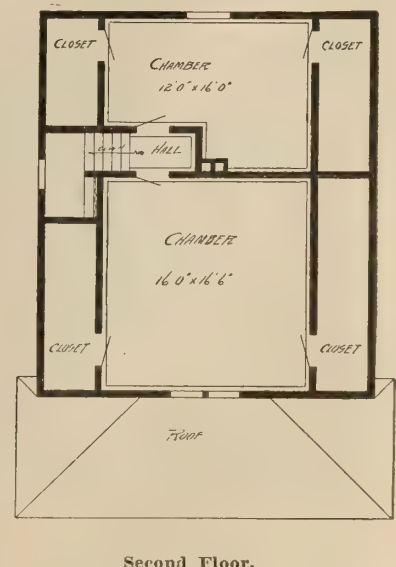 CLOSET
CLOSET
CHAMBER
12'0" x 16'0"
HALL
CHAMBER
16'0" x 16'6"
CLOSET
CLOSET
ROOF
Second Floor.